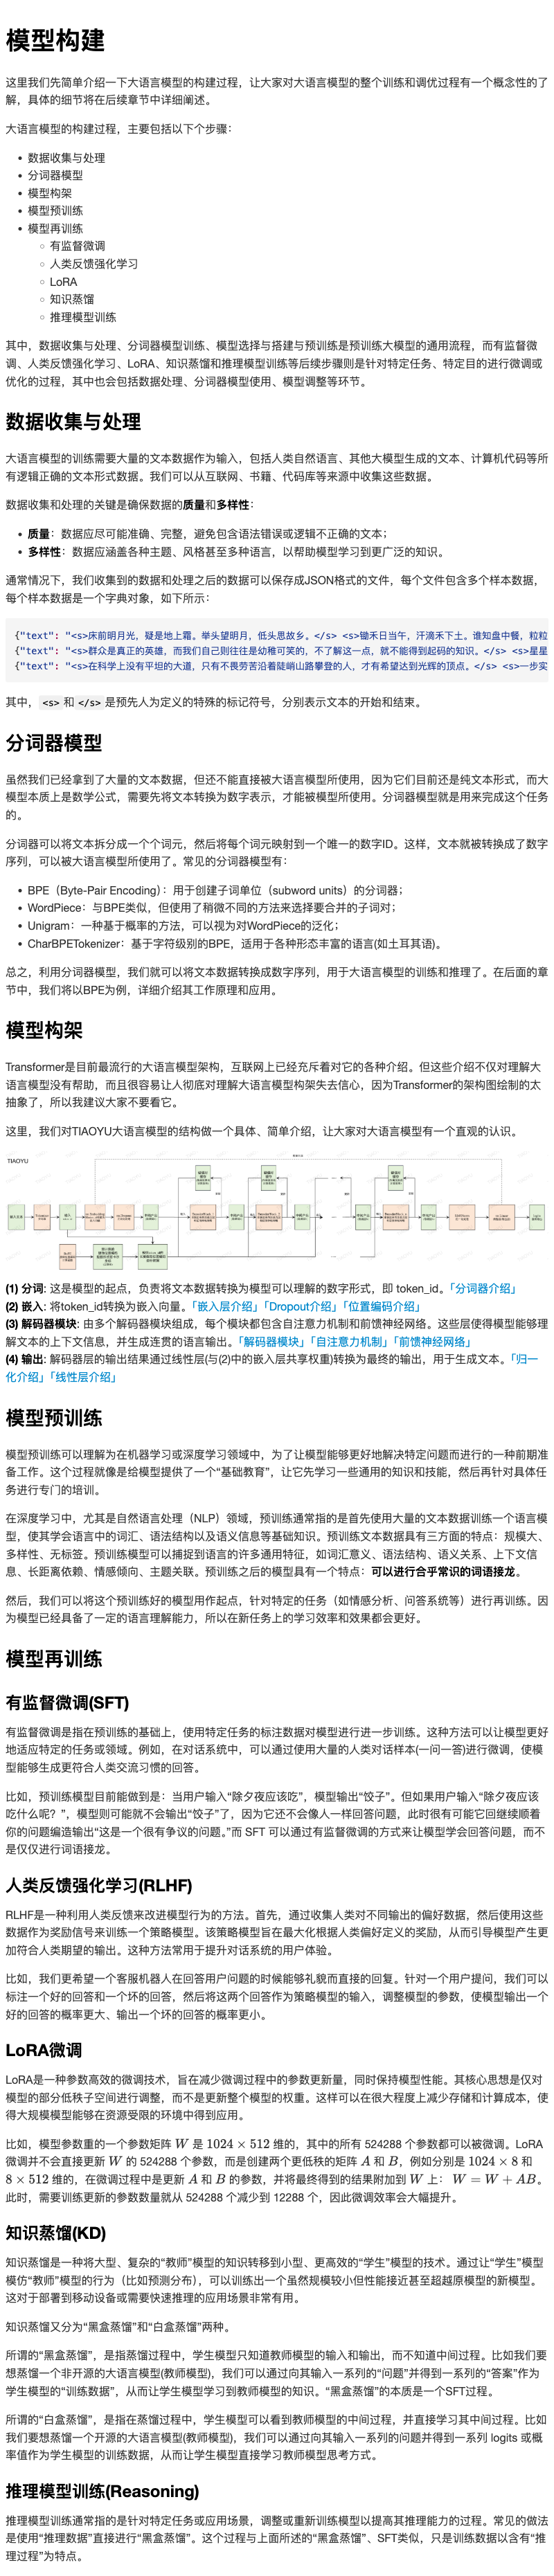 模型构建
这里我们先简单介绍一下大语言模型的构建过程，让大家对大语言模型的整个训练和调优过程有一个概念性的了
解，具体的细节将在后续章节中详细阐述。
大语言模型的构建过程，主要包括以下个步骤：
• 数据收集与处理
• 分词器模型
• 模型构架
• 模型预训练
• 模型再训练
◦ 有监督微调
◦ 人类反馈强化学习
◦ LoRA
◦ 知识蒸馏
◦ 推理模型训练
其中，数据收集与处理、分词器模型训练、模型选择与搭建与预训练是预训练大模型的通用流程，而有监督微
调、人类反馈强化学习、LoRA、知识蒸馏和推理模型训练等后续步骤则是针对特定任务、特定目的进行微调或
优化的过程，其中也会包括数据处理、分词器模型使用、模型调整等环节。
数据收集与处理
大语言模型的训练需要大量的文本数据作为输入，包括人类自然语言、其他大模型生成的文本、计算机代码等所
有逻辑正确的文本形式数据。我们可以从互联网、书籍、代码库等来源中收集这些数据。
数据收集和处理的关键是确保数据的质量和多样性：
• 质量：数据应尽可能准确、完整，避免包含语法错误或逻辑不正确的文本；
• 多样性：数据应涵盖各种主题、风格甚至多种语言，以帮助模型学习到更广泛的知识。
通常情况下，我们收集到的数据和处理之后的数据可以保存成JSON格式的文件，每个文件包含多个样本数据，
每个样本数据是一个字典对象，如下所示：
{"text": "<s>床前明月光，疑是地上霜。举头望明月，低头思故乡。</s> <s>锄禾日当午，汗滴禾下土。谁知盘中餐，粒粒
{"text": "<s>群众是真正的英雄，而我们自己则往往是幼稚可笑的，不了解这一点，就不能得到起码的知识。</s> <s>星星
{"text": "<s>在科学上没有平坦的大道，只有不畏劳苦沿着陡峭山路攀登的人，才有希望达到光辉的顶点。</s> <s>一步实
其中，<s> 和 </s> 是预先人为定义的特殊的标记符号，分别表示文本的开始和结束。
分词器模型
虽然我们已经拿到了大量的文本数据，但还不能直接被大语言模型所使用，因为它们目前还是纯文本形式，而大
模型本质上是数学公式，需要先将文本转换为数字表示，才能被模型所使用。分词器模型就是用来完成这个任务
的。
分词器可以将文本拆分成一个个词元，然后将每个词元映射到一个唯一的数字ID。这样，文本就被转换成了数字
序列，可以被大语言模型所使用了。常见的分词器模型有：
• BPE（Byte-Pair Encoding）：用于创建子词单位（subword units）的分词器；
• WordPiece：与BPE类似，但使用了稍微不同的方法来选择要合并的子词对；
• Unigram：一种基于概率的方法，可以视为对WordPiece的泛化；
• CharBPETokenizer：基于字符级别的BPE，适用于各种形态丰富的语言(如土耳其语)。
总之，利用分词器模型，我们就可以将文本数据转换成数字序列，用于大语言模型的训练和推理了。在后面的章
节中，我们将以BPE为例，详细介绍其工作原理和应用。
模型构架
Transformer是目前最流行的大语言模型架构，互联网上已经充斥着对它的各种介绍。但这些介绍不仅对理解大
语言模型没有帮助，而且很容易让人彻底对理解大语言模型构架失去信心，因为Transformer的架构图绘制的太
抽象了，所以我建议大家不要看它。
这里，我们对TIAOYU大语言模型的结构做一个具体、简单介绍，让大家对大语言模型有一个直观的认识。
TIAOYU
(1) 分词: 这是模型的起点，负责将文本数据转换为模型可以理解的数字形式，即 token_id。「分词器介绍」
(2) 嵌入: 将token_id转换为嵌入向量。「嵌入层介绍」「Dropout介绍」「位置编码介绍」
(3) 解码器模块: 由多个解码器模块组成，每个模块都包含自注意力机制和前馈神经网络。这些层使得模型能够理
解文本的上下文信息，并生成连贯的语言输出。「解码器模块」「自注意力机制」「前馈神经网络」
(4) 输出: 解码器层的输出结果通过线性层(与(2)中的嵌入层共享权重)转换为最终的输出，用于生成文本。「归一
化介绍」「线性层介绍」
模型预训练
模型预训练可以理解为在机器学习或深度学习领域中，为了让模型能够更好地解决特定问题而进行的一种前期准
备工作。这个过程就像是给模型提供了一个“基础教育”，让它先学习一些通用的知识和技能，然后再针对具体任
务进行专门的培训。
在深度学习中，尤其是自然语言处理（NLP）领域，预训练通常指的是首先使用大量的文本数据训练一个语言模
型，使其学会语言中的词汇、语法结构以及语义信息等基础知识。预训练文本数据具有三方面的特点：规模大、
多样性、无标签。预训练模型可以捕捉到语言的许多通用特征，如词汇意义、语法结构、语义关系、上下文信
息、长距离依赖、情感倾向、主题关联。预训练之后的模型具有一个特点：可以进行合乎常识的词语接龙。
然后，我们可以将这个预训练好的模型用作起点，针对特定的任务（如情感分析、问答系统等）进行再训练。因
为模型已经具备了一定的语言理解能力，所以在新任务上的学习效率和效果都会更好。
模型再训练
有监督微调(SFT)
有监督微调是指在预训练的基础上，使用特定任务的标注数据对模型进行进一步训练。这种方法可以让模型更好
地适应特定的任务或领域。例如，在对话系统中，可以通过使用大量的人类对话样本(一问一答)进行微调，使模
型能够生成更符合人类交流习惯的回答。
比如，预训练模型目前能做到是：当用户输入“除夕夜应该吃”，模型输出“饺子”。但如果用户输入“除夕夜应该
吃什么呢？”，模型则可能就不会输出“饺子”了，因为它还不会像人一样回答问题，此时很有可能它回继续顺着
你的问题编造输出“这是一个很有争议的问题。”而 SFT 可以通过有监督微调的方式来让模型学会回答问题，而不
是仅仅进行词语接龙。
人类反馈强化学习(RLHF)
RLHF是一种利用人类反馈来改进模型行为的方法。首先，通过收集人类对不同输出的偏好数据，然后使用这些
数据作为奖励信号来训练一个策略模型。该策略模型旨在最大化根据人类偏好定义的奖励，从而引导模型产生更
加符合人类期望的输出。这种方法常用于提升对话系统的用户体验。
比如，我们更希望一个客服机器人在回答用户问题的时候能够礼貌而直接的回复。针对一个用户提问，我们可以
标注一个好的回答和一个坏的回答，然后将这两个回答作为策略模型的输入，调整模型的参数，使模型输出一个
好的回答的概率更大、输出一个坏的回答的概率更小。
LoRA微调
LoRA是一种参数高效的微调技术，旨在减少微调过程中的参数更新量，同时保持模型性能。其核心思想是仅对
模型的部分低秩子空间进行调整，而不是更新整个模型的权重。这样可以在很大程度上减少存储和计算成本，使
得大规模模型能够在资源受限的环境中得到应用。
比如，模型参数重的一个参数矩阵 W 是 1024 × 512 维的，其中的所有 524288 个参数都可以被微调。LoRA
微调并不会直接更新 W 的 524288 个参数，而是创建两个更低秩的矩阵 A 和 B，例如分别是 1024 × 8 和
8 × 512 维的，在微调过程中是更新 A 和 B 的参数，并将最终得到的结果附加到 W 上： W = W + AB。
此时，需要训练更新的参数数量就从 524288 个减少到 12288 个，因此微调效率会大幅提升。
知识蒸馏(KD)
知识蒸馏是一种将大型、复杂的“教师”模型的知识转移到小型、更高效的“学生”模型的技术。通过让“学生”模型
模仿“教师”模型的行为（比如预测分布），可以训练出一个虽然规模较小但性能接近甚至超越原模型的新模型。
这对于部署到移动设备或需要快速推理的应用场景非常有用。
知识蒸馏又分为“黑盒蒸馏”和“白盒蒸馏”两种。
所谓的“黑盒蒸馏”，是指蒸馏过程中，学生模型只知道教师模型的输入和输出，而不知道中间过程。比如我们要
想蒸馏一个非开源的大语言模型(教师模型)，我们可以通过向其输入一系列的“问题”并得到一系列的“答案”作为
学生模型的“训练数据”，从而让学生模型学习到教师模型的知识。“黑盒蒸馏”的本质是一个SFT过程。
所谓的“白盒蒸馏”，是指在蒸馏过程中，学生模型可以看到教师模型的中间过程，并直接学习其中间过程。比如
我们要想蒸馏一个开源的大语言模型(教师模型)，我们可以通过向其输入一系列的问题并得到一系列 logits 或概
率值作为学生模型的训练数据，从而让学生模型直接学习教师模型思考方式。
推理模型训练(Reasoning)
推理模型训练通常指的是针对特定任务或应用场景，调整或重新训练模型以提高其推理能力的过程。常见的做法
是使用“推理数据”直接进行“黑盒蒸馏”。这个过程与上面所述的“黑盒蒸馏”、SFT类似，只是训练数据以含有“推
理过程”为特点。